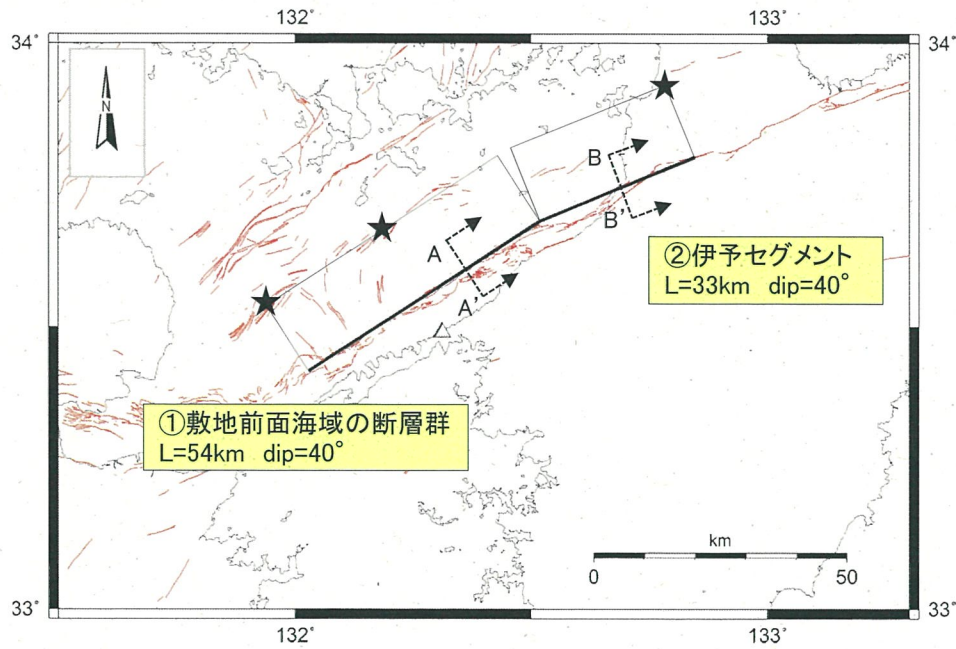 132° 133°
34° 34°
N
B
B'
A
A'
②伊予セグメント
L=33km dip=40°
①敷地前面海域の断層群
L=54km dip=40°
km
0 50
33° 33°
132° 133°